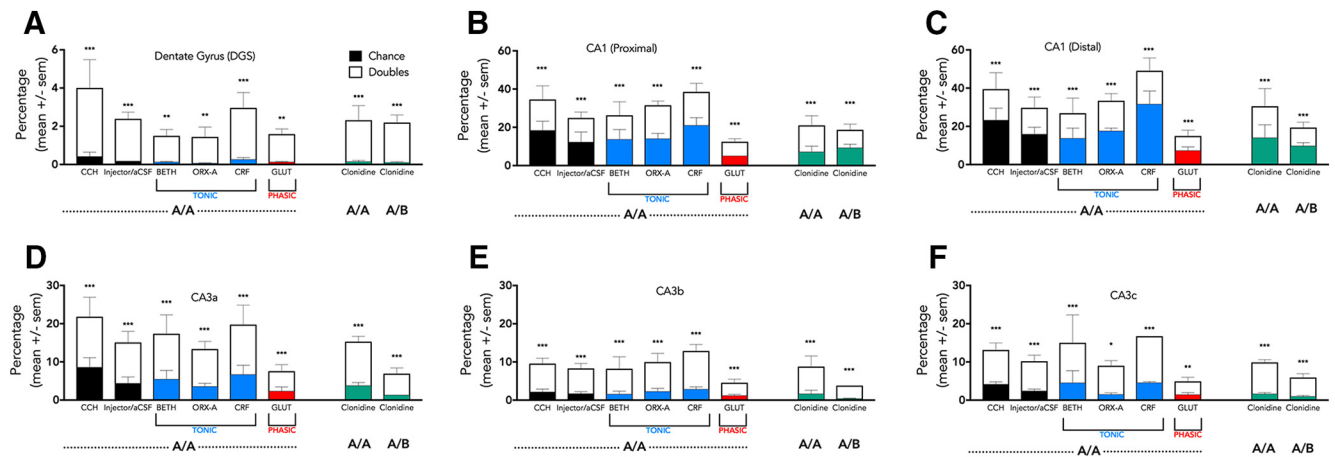 A
Dentate Gyrus (DGS)
Chance
Doubles
Percentage
(mean +/- sem)
6
4
2
0
*** *** ** ** *** ** *** ***
CCH Injector/aCSF BETH ORX-A CRF GLUT Clonidine Clonidine
TONIC PHASIC
A/A A/A A/B
B
CA1 (Proximal)
Percentage
(mean +/- sem)
60
40
20
0
*** *** *** *** *** *** *** ***
CCH Injector/aCSF BETH ORX-A CRF GLUT Clonidine Clonidine
TONIC PHASIC
A/A A/A A/B
C
CA1 (Distal)
Percentage
(mean +/- sem)
60
40
20
0
*** *** *** *** *** *** *** ***
CCH Injector/aCSF BETH ORX-A CRF GLUT Clonidine Clonidine
TONIC PHASIC
A/A A/A A/B
D
CA3a
Percentage
(mean +/- sem)
30
20
10
0
*** *** *** *** *** *** *** ***
CCH Injector/aCSF BETH ORX-A CRF GLUT Clonidine Clonidine
TONIC PHASIC
A/A A/A A/B
E
CA3b
Percentage
(mean +/- sem)
30
20
10
0
*** *** *** *** *** *** *** ***
CCH Injector/aCSF BETH ORX-A CRF GLUT Clonidine Clonidine
TONIC PHASIC
A/A A/A A/B
F
CA3c
Percentage
(mean +/- sem)
30
20
10
0
*** *** *** * *** ** *** ***
CCH Injector/aCSF BETH ORX-A CRF GLUT Clonidine Clonidine
TONIC PHASIC
A/A A/A A/B